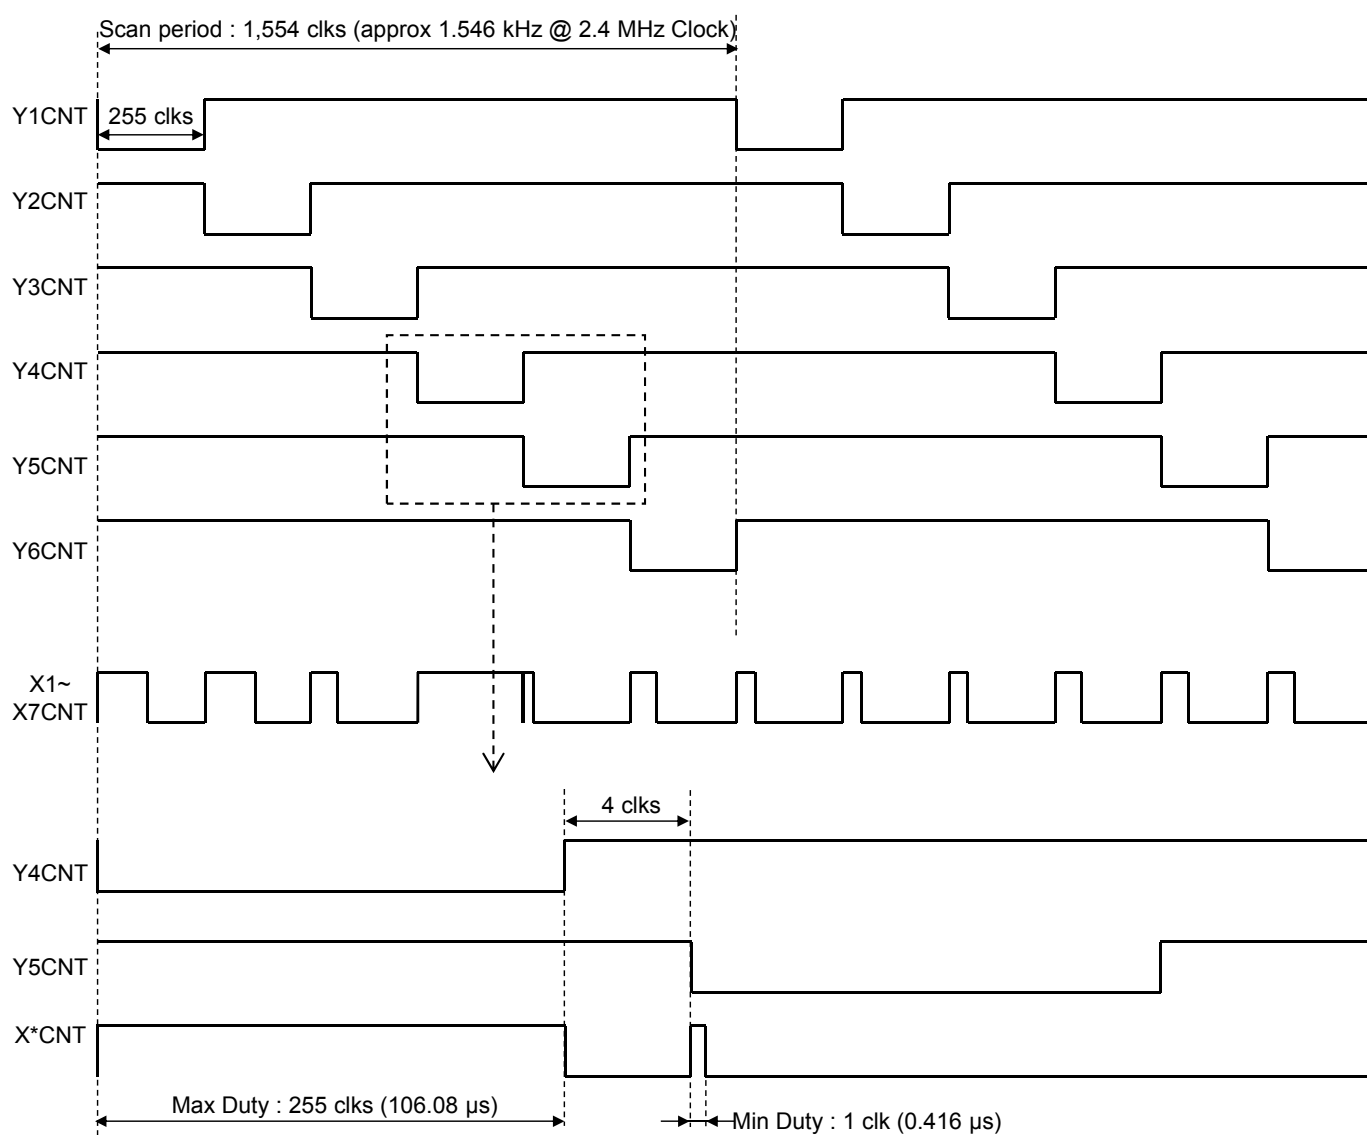 Scan period : 1,554 clks (approx 1.546 kHz @ 2.4 MHz Clock)
Y1CNT
255 clks
Y2CNT
Y3CNT
Y4CNT
Y5CNT
Y6CNT
X1~
X7CNT
4 clks
Y4CNT
Y5CNT
X*CNT
Max Duty : 255 clks (106.08 µs)
Min Duty : 1 clk (0.416 µs)